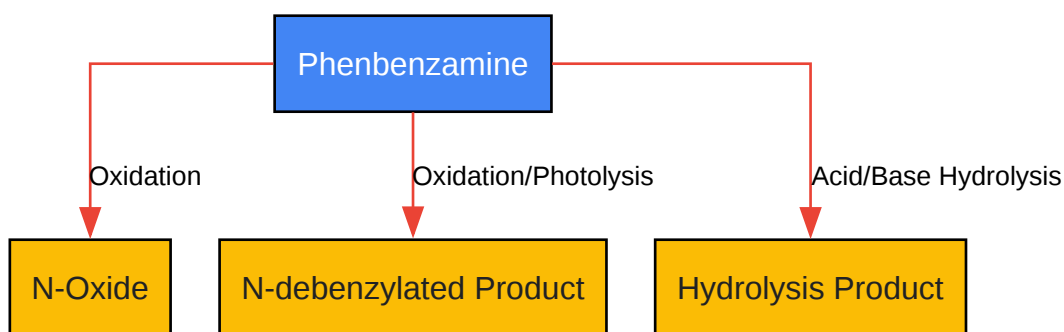 Phenbenzamine
Oxidation
Oxidation/Photolysis
Acid/Base Hydrolysis
N-Oxide
N-debenzylated Product
Hydrolysis Product